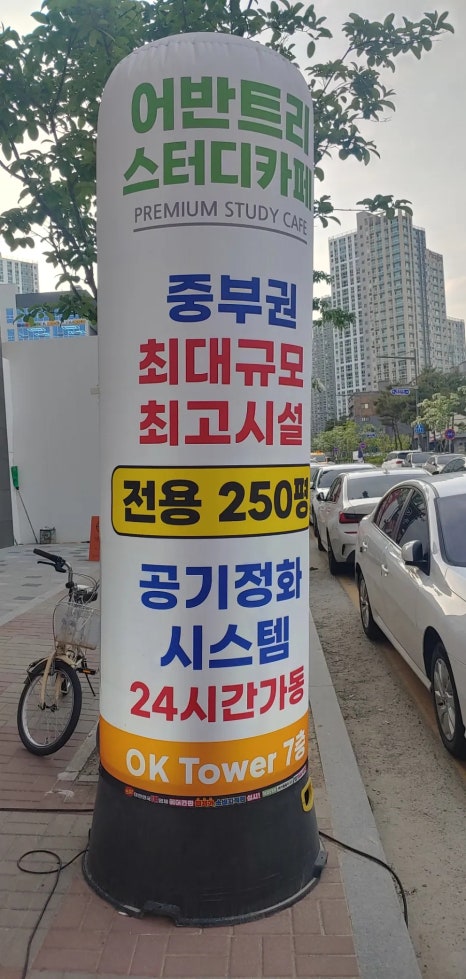 어반트리
스터디카페
PREMIUM STUDY CAFE
중부권
최대규모
최고시설
전용 250평
공기정화
시스템
24시간가동
OK Tower 7층